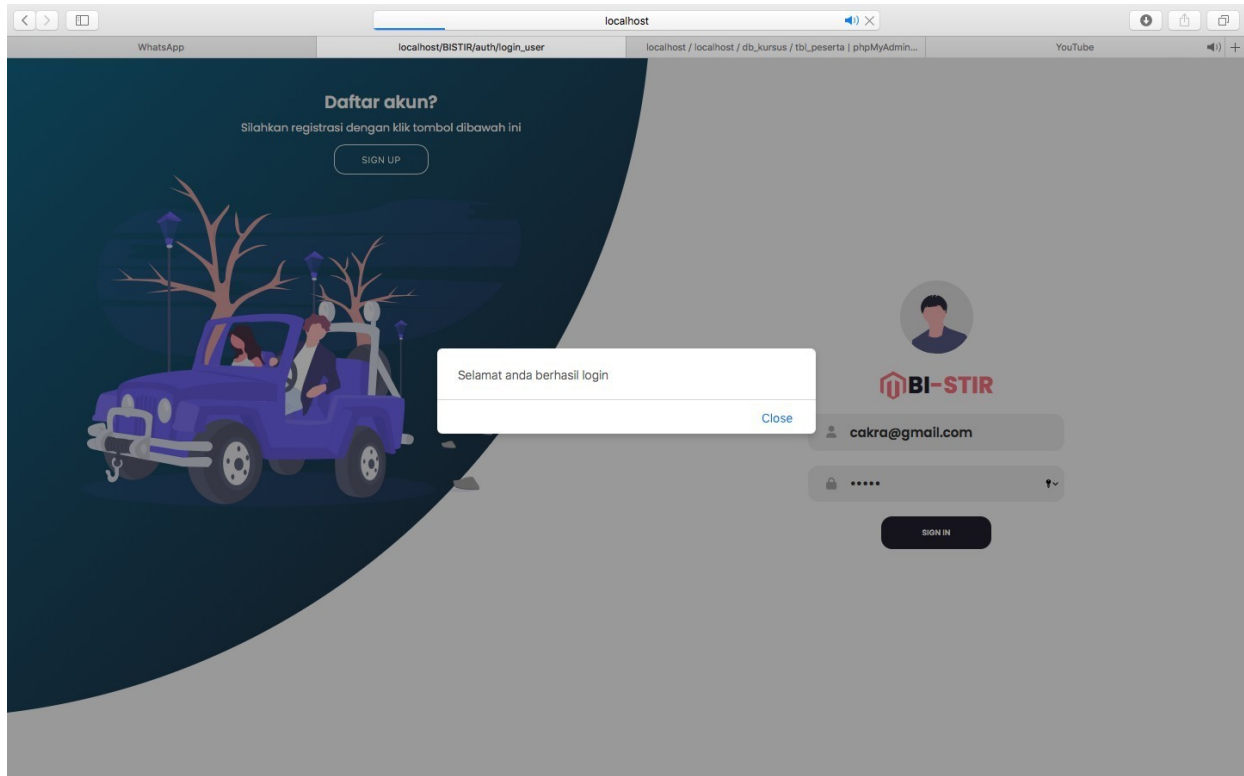 localhost
WhatsApp
localhost/BISTIR/auth/login_user
localhost / localhost / db_kursus / tbl_peserta | phpMyAdmin...
YouTube
Daftar akun?
Silahkan registrasi dengan klik tombol dibawah ini
SIGN UP
Selamat anda berhasil login
Close
BI-STIR
cakra@gmail.com
•••••
SIGN IN